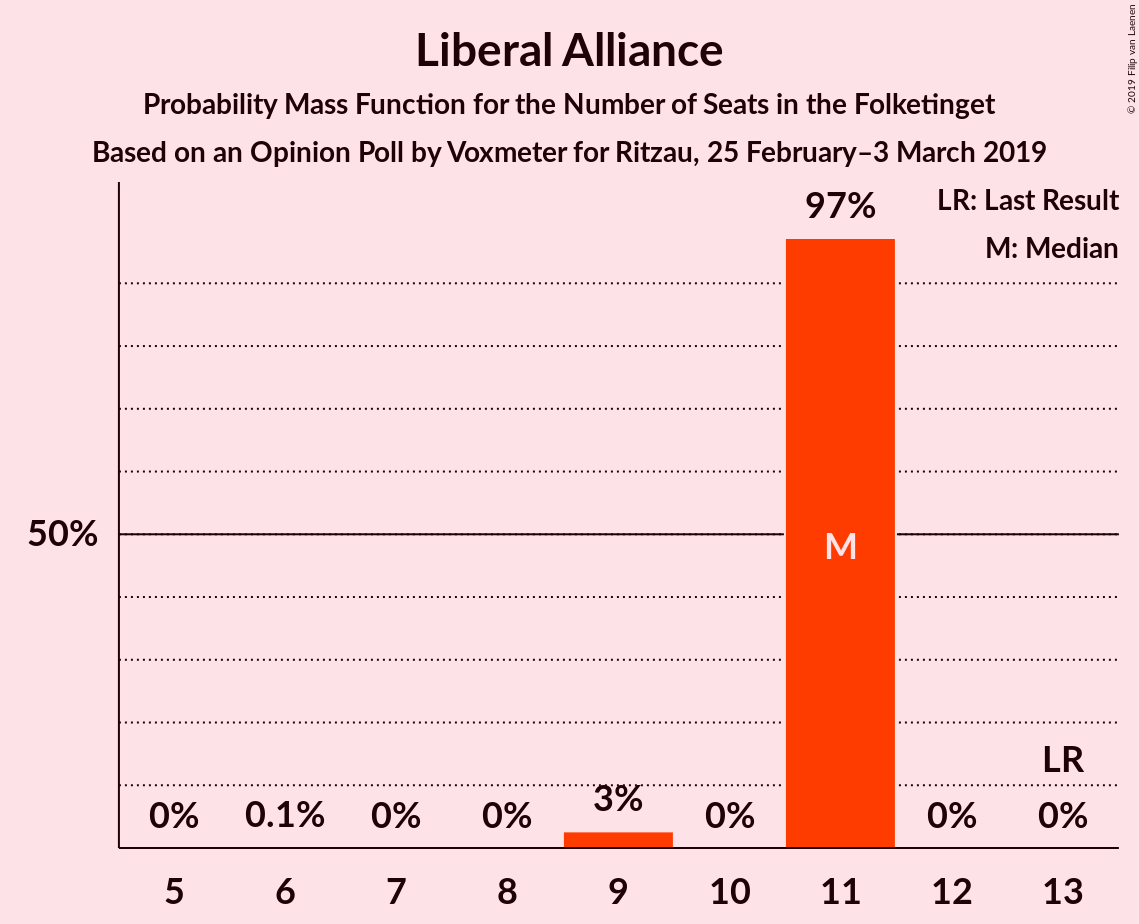 Liberal Alliance
Probability Mass Function for the Number of Seats in the Folketinget
Based on an Opinion Poll by Voxmeter for Ritzau, 25 February–3 March 2019
© 2019 Filip van Laenen
LR: Last Result
M: Median
97%
50%
M
LR
0% 0.1% 0% 0% 3% 0% 0% 0%
5 6 7 8 9 10 11 12 13